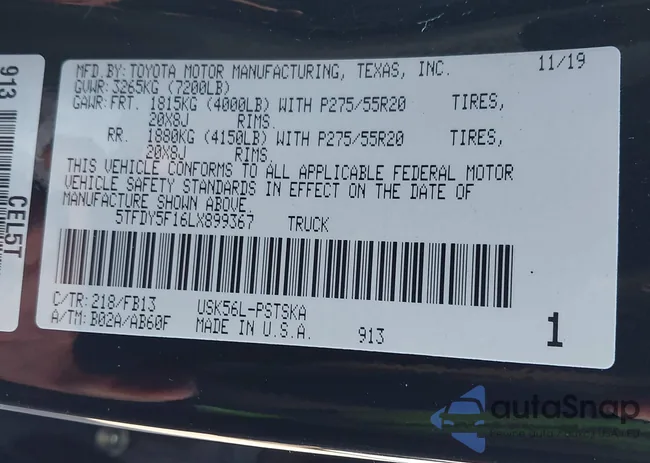 913
CEL5T
MFD.BY:TOYOTA MOTOR MANUFACTURING, TEXAS, INC. 11/19
GVWR:3265KG (7200LB)
GAWR:FRT. 1815KG (4000LB) WITH P275/55R20 TIRES,
20X8J RIMS.
RR. 1880KG (4150LB) WITH P275/55R20 TIRES,
20X8J RIMS.
THIS VEHICLE CONFORMS TO ALL APPLICABLE FEDERAL MOTOR
VEHICLE SAFETY STANDARDS IN EFFECT ON THE DATE OF
MANUFACTURE SHOWN ABOVE.
5TFDY5F16LX899367 TRUCK
C/TR:218/FB13 USK56L-PSTSKA
A/TM:B02A/AB60F MADE IN U.S.A. 913 1
autoSnap